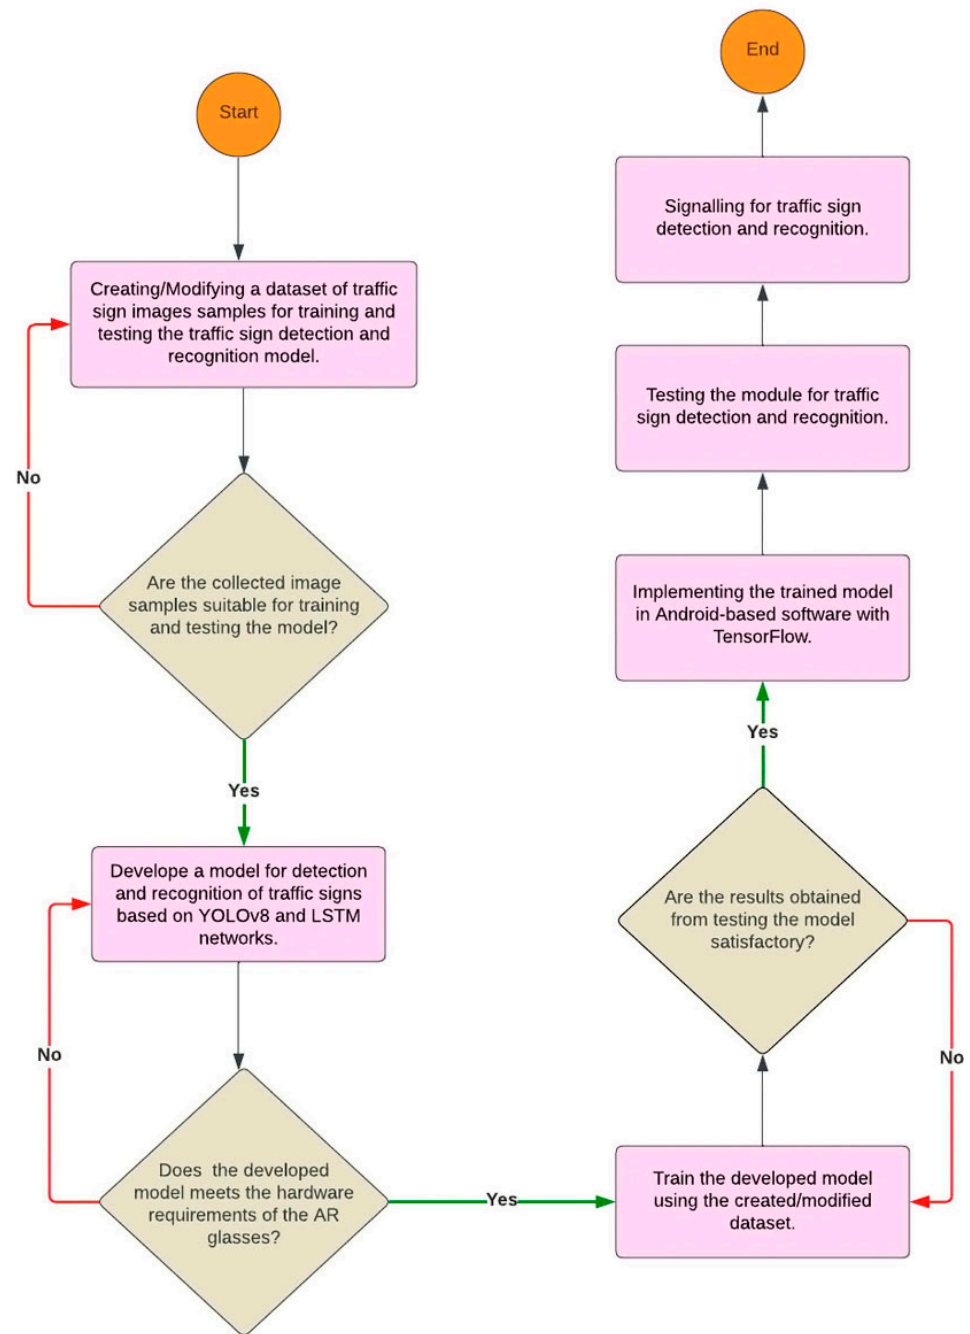 Start
Creating/Modifying a dataset of traffic
sign images samples for training and
testing the traffic sign detection and
recognition model.
No
Are the collected image
samples suitable for training
and testing the model?
Yes
Develope a model for detection
and recognition of traffic signs
based on YOLOv8 and LSTM
networks.
No
Does  the developed
model meets the hardware
requirements of the AR
glasses?
Yes
Train the developed model
using the created/modified
dataset.
No
Are the results obtained
from testing the model
satisfactory?
Yes
Implementing the trained model
in Android-based software with
TensorFlow.
Testing the module for traffic
sign detection and recognition.
Signalling for traffic sign
detection and recognition.
End